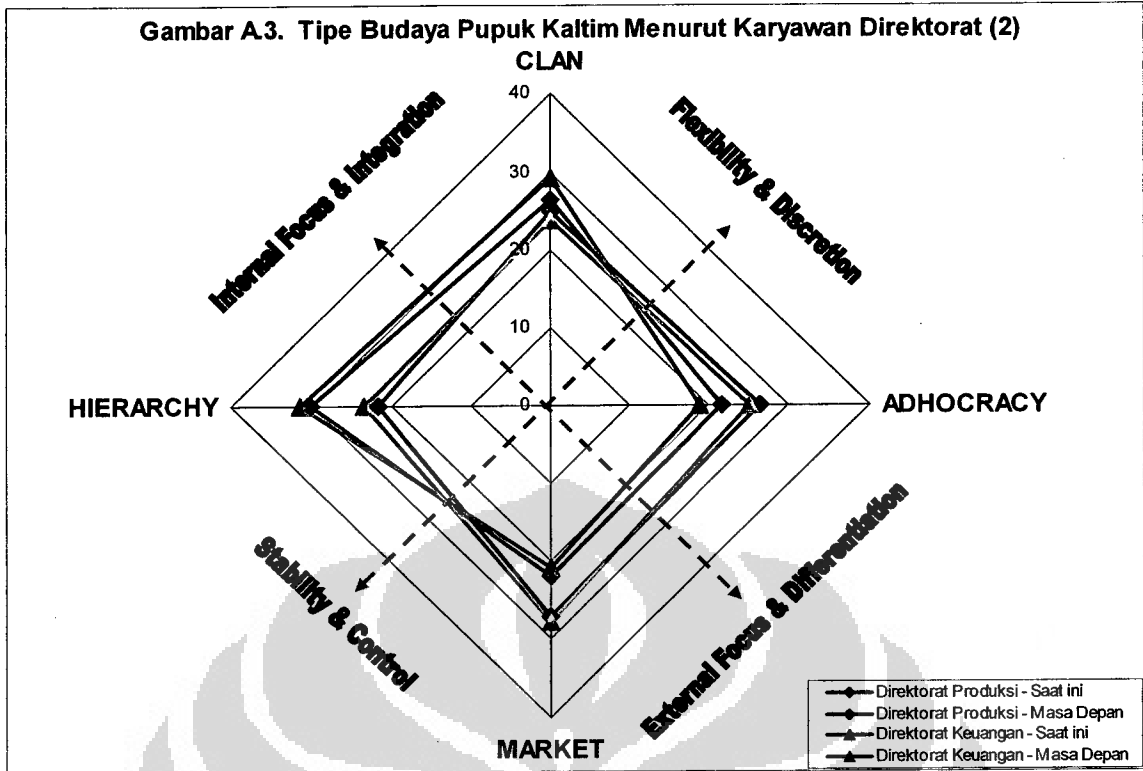 Gambar A.3. Tipe Budaya Pupuk Kaltim Menurut Karyawan Direktorat (2)
CLAN
40
30
20
10
0
Internal Focus & Integration
Flexibility & Discretion
HIERARCHY
ADHOCRACY
Stability & Control
External Focus & Differentiation
MARKET
Direktorat Produksi - Saat ini
Direktorat Produksi - Masa Depan
Direktorat Keuangan - Saat ini
Direktorat Keuangan - Masa Depan